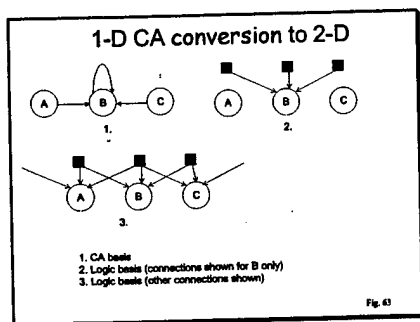 1-D CA conversion to 2-D
A B C
1.
A B C
2.
A B C
3.
1. CA basis
2. Logic basis (connections shown for B only)
3. Logic basis (other connections shown)
Fig. 63